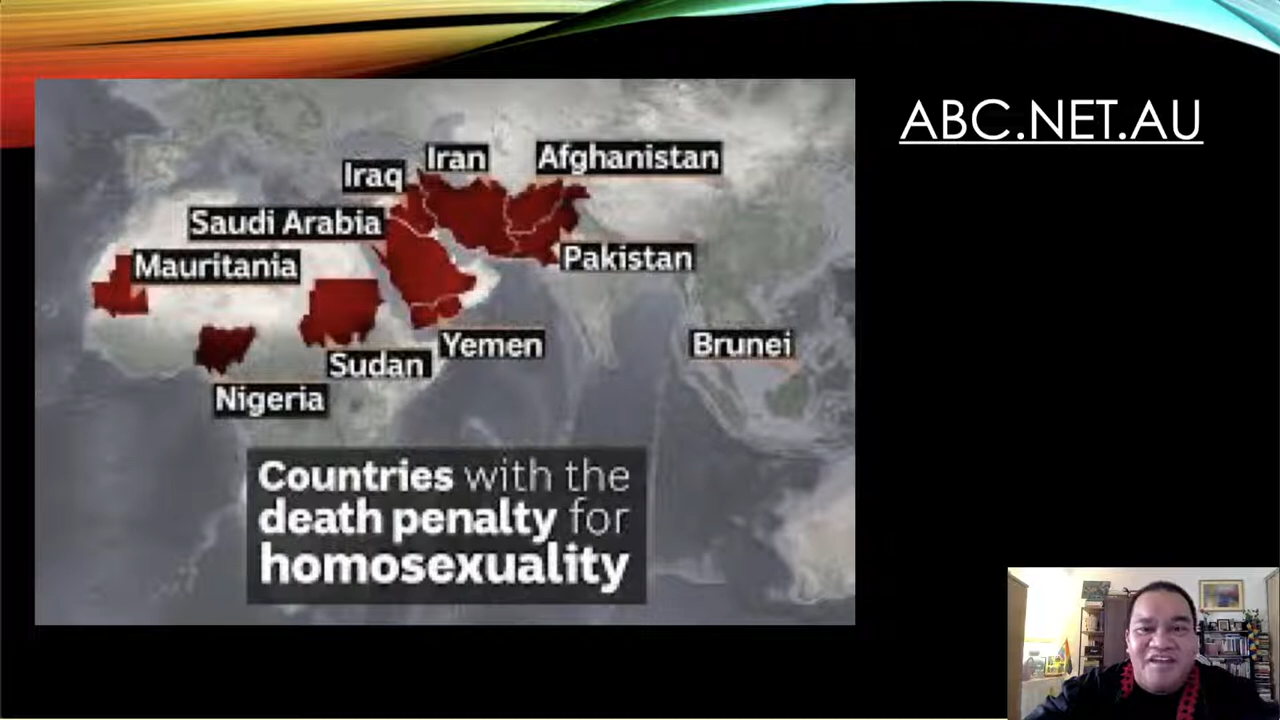 ABC.NET.AU
Iran
Afghanistan
Iraq
Saudi Arabia
Mauritania
Pakistan
Yemen
Brunei
Sudan
Nigeria
Countries with the
death penalty for
homosexuality